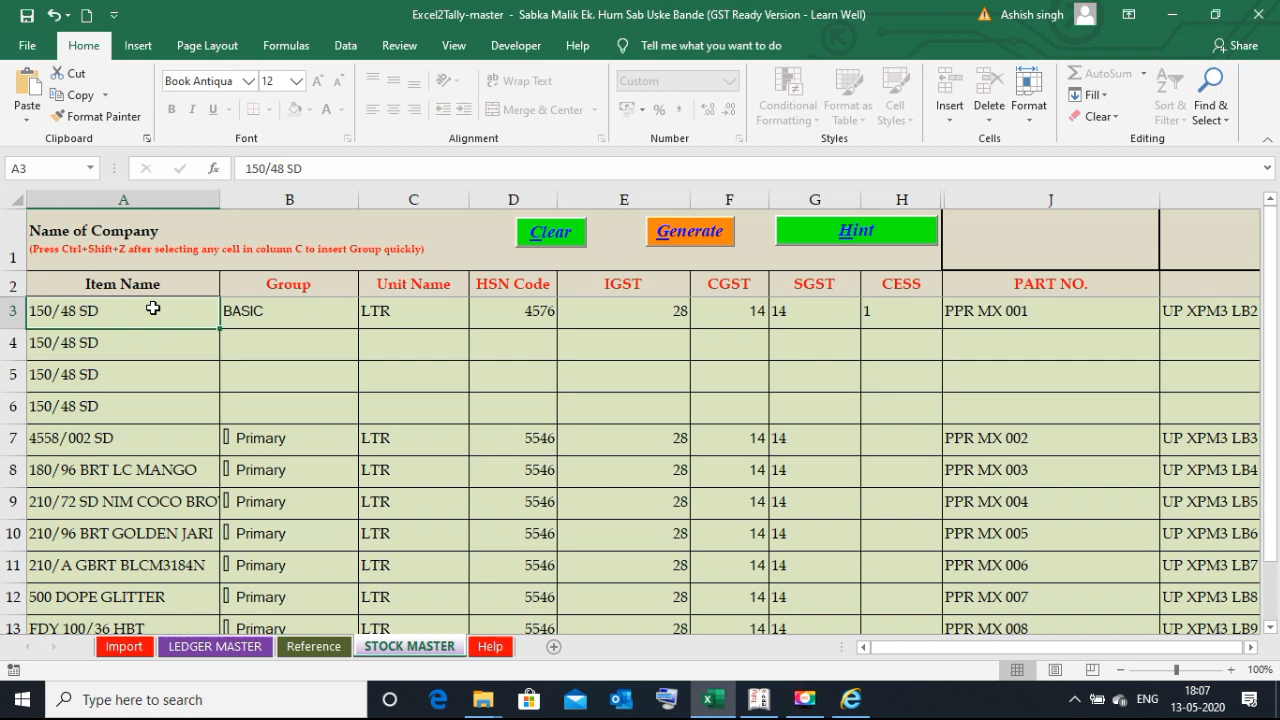 Excel2Tally-master - Sabka Malik Ek. Hum Sab Uske Bande (GST Ready Version - Learn Well)
Ashish singh
File Home Insert Page Layout Formulas Data Review View Developer Help Tell me what you want to do Share
Paste
Cut
Copy
Format Painter
Clipboard
Book Antiqua 12
B I U
Font
Wrap Text
Merge & Center
Alignment
Custom
Number
Conditional Formatting
Format as Table
Cell Styles
Styles
Insert Delete Format
Cells
AutoSum
Fill
Clear
Sort & Filter
Find & Select
Editing
A3 fx 150/48 SD
A B C D E F G H J
1 Name of Company Clear Generate Hint
(Press Ctrl+Shift+Z after selecting any cell in column C to insert Group quickly)
2 Item Name Group Unit Name HSN Code IGST CGST SGST CESS PART NO.
3 150/48 SD BASIC LTR 4576 28 14 14 1 PPR MX 001 UP XPM3 LB2
4 150/48 SD
5 150/48 SD
6 150/48 SD
7 4558/002 SD Primary LTR 5546 28 14 14 PPR MX 002 UP XPM3 LB3
8 180/96 BRT LC MANGO Primary LTR 5546 28 14 14 PPR MX 003 UP XPM3 LB4
9 210/72 SD NIM COCO BRO Primary LTR 5546 28 14 14 PPR MX 004 UP XPM3 LB5
10 210/96 BRT GOLDEN JARI Primary LTR 5546 28 14 14 PPR MX 005 UP XPM3 LB6
11 210/A GBRT BLCM3184N Primary LTR 5546 28 14 14 PPR MX 006 UP XPM3 LB7
12 500 DOPE GLITTER Primary LTR 5546 28 14 14 PPR MX 007 UP XPM3 LB8
13 FDY 100/36 HBT Primary LTR 5546 28 14 14 PPR MX 008 UP XPM3 LB9
Import LEDGER MASTER Reference STOCK MASTER Help
100%
Type here to search
ENG
18:07
13-05-2020